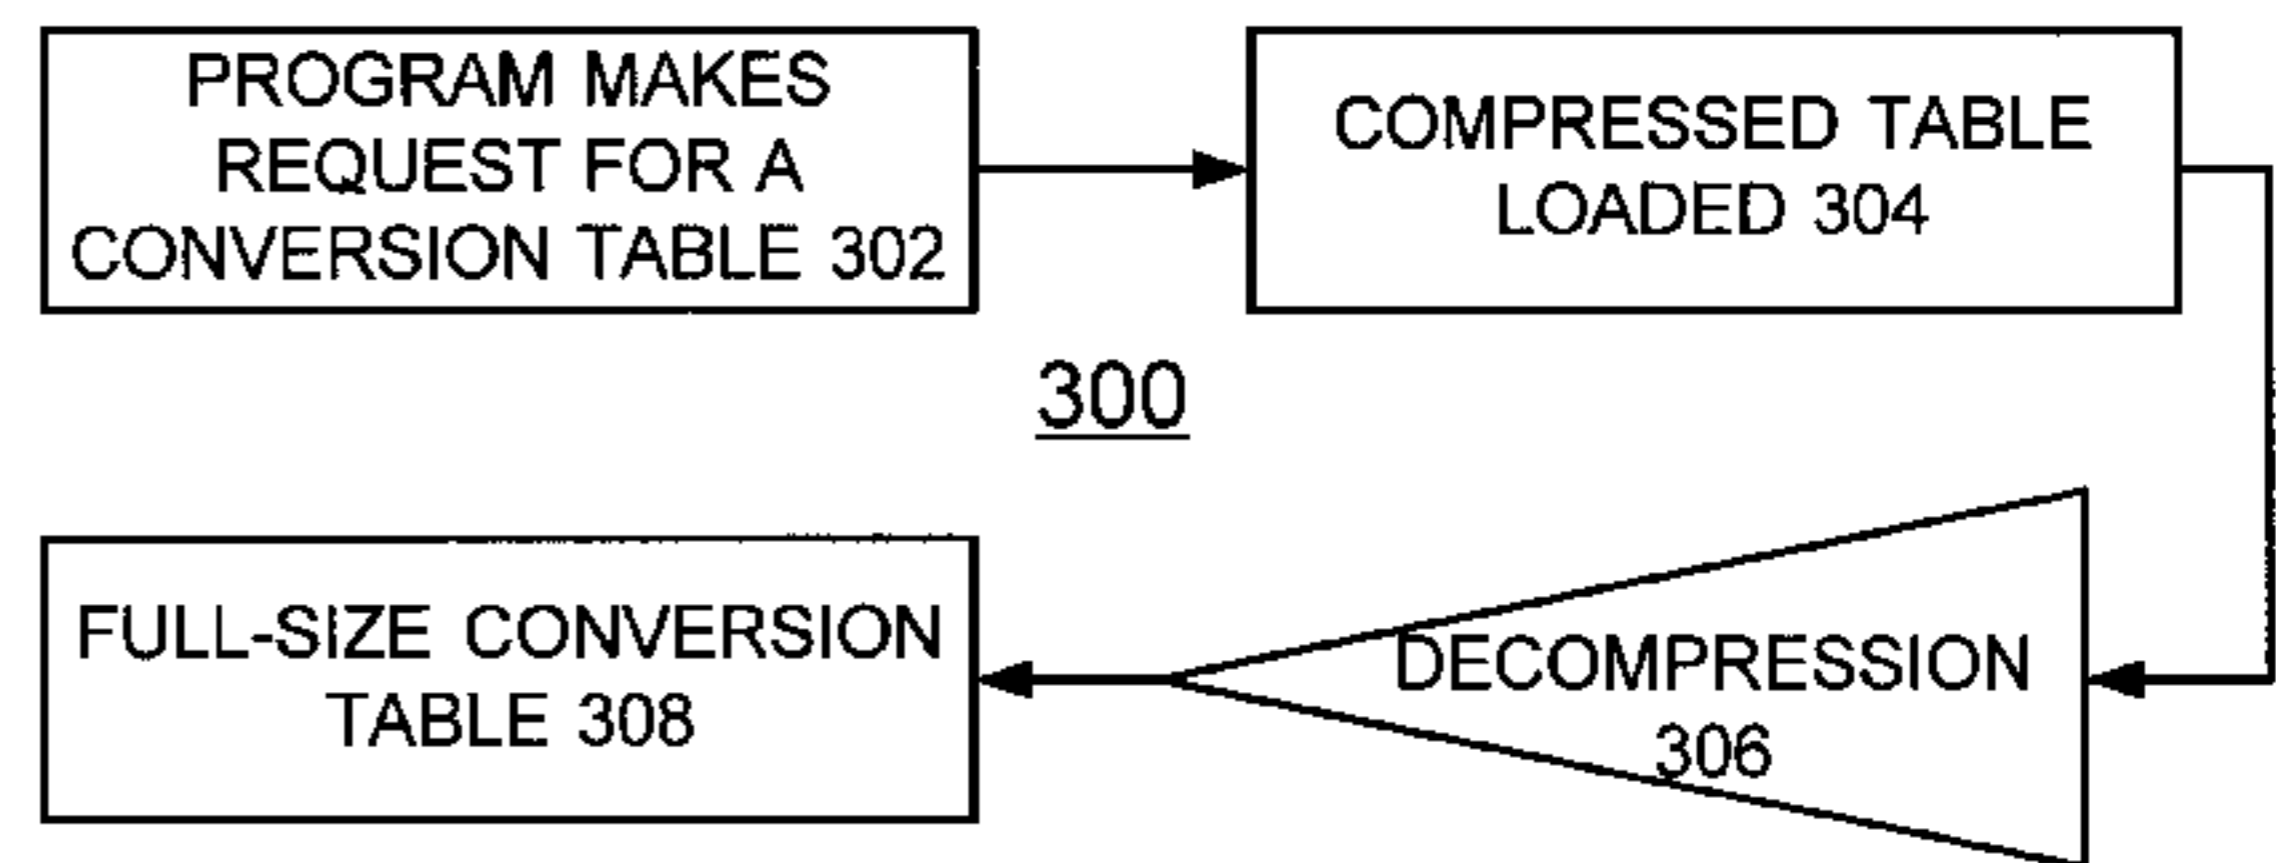 PROGRAM MAKES
REQUEST FOR A
CONVERSION TABLE 302
COMPRESSED TABLE
LOADED 304
300
DECOMPRESSION
306
FULL-SIZE CONVERSION
TABLE 308